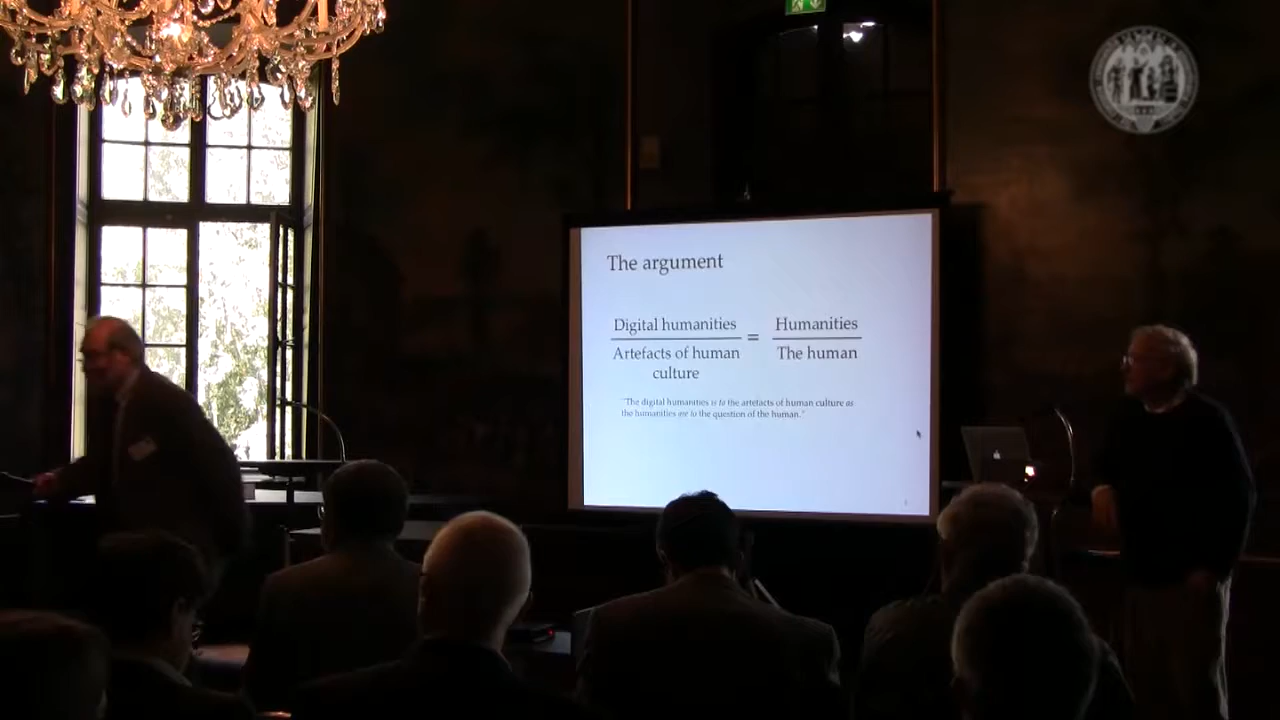 The argument
Digital humanities
Artefacts of human
culture
=
Humanities
The human
"The digital humanities is to the artefacts of human culture as
the humanities are to the question of the human."